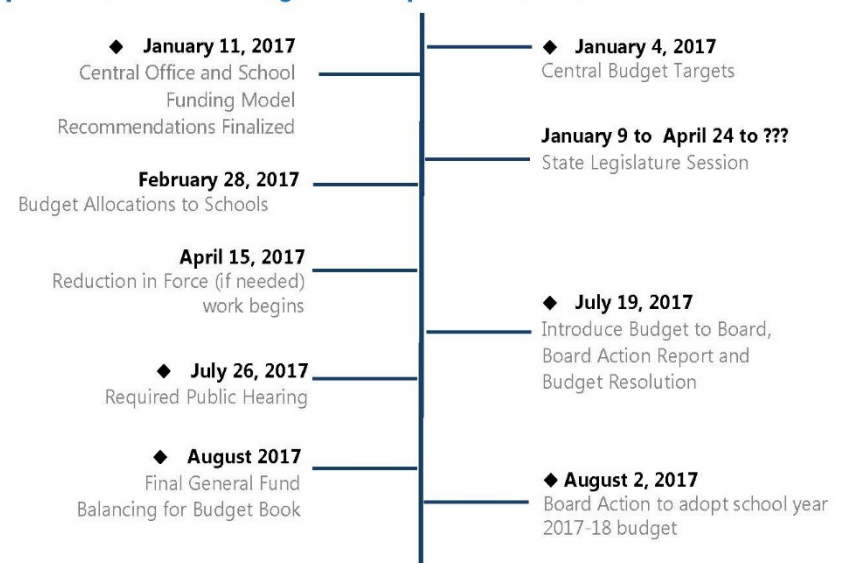 ◆ January 11, 2017
Central Office and School
Funding Model
Recommendations Finalized
February 28, 2017
Budget Allocations to Schools
April 15, 2017
Reduction in Force (if needed)
work begins
◆ July 26, 2017
Required Public Hearing
◆ August 2017
Final General Fund
Balancing for Budget Book
◆ January 4, 2017
Central Budget Targets
January 9 to April 24 to ???
State Legislature Session
◆ July 19, 2017
Introduce Budget to Board,
Board Action Report and
Budget Resolution
◆ August 2, 2017
Board Action to adopt school year
2017-18 budget